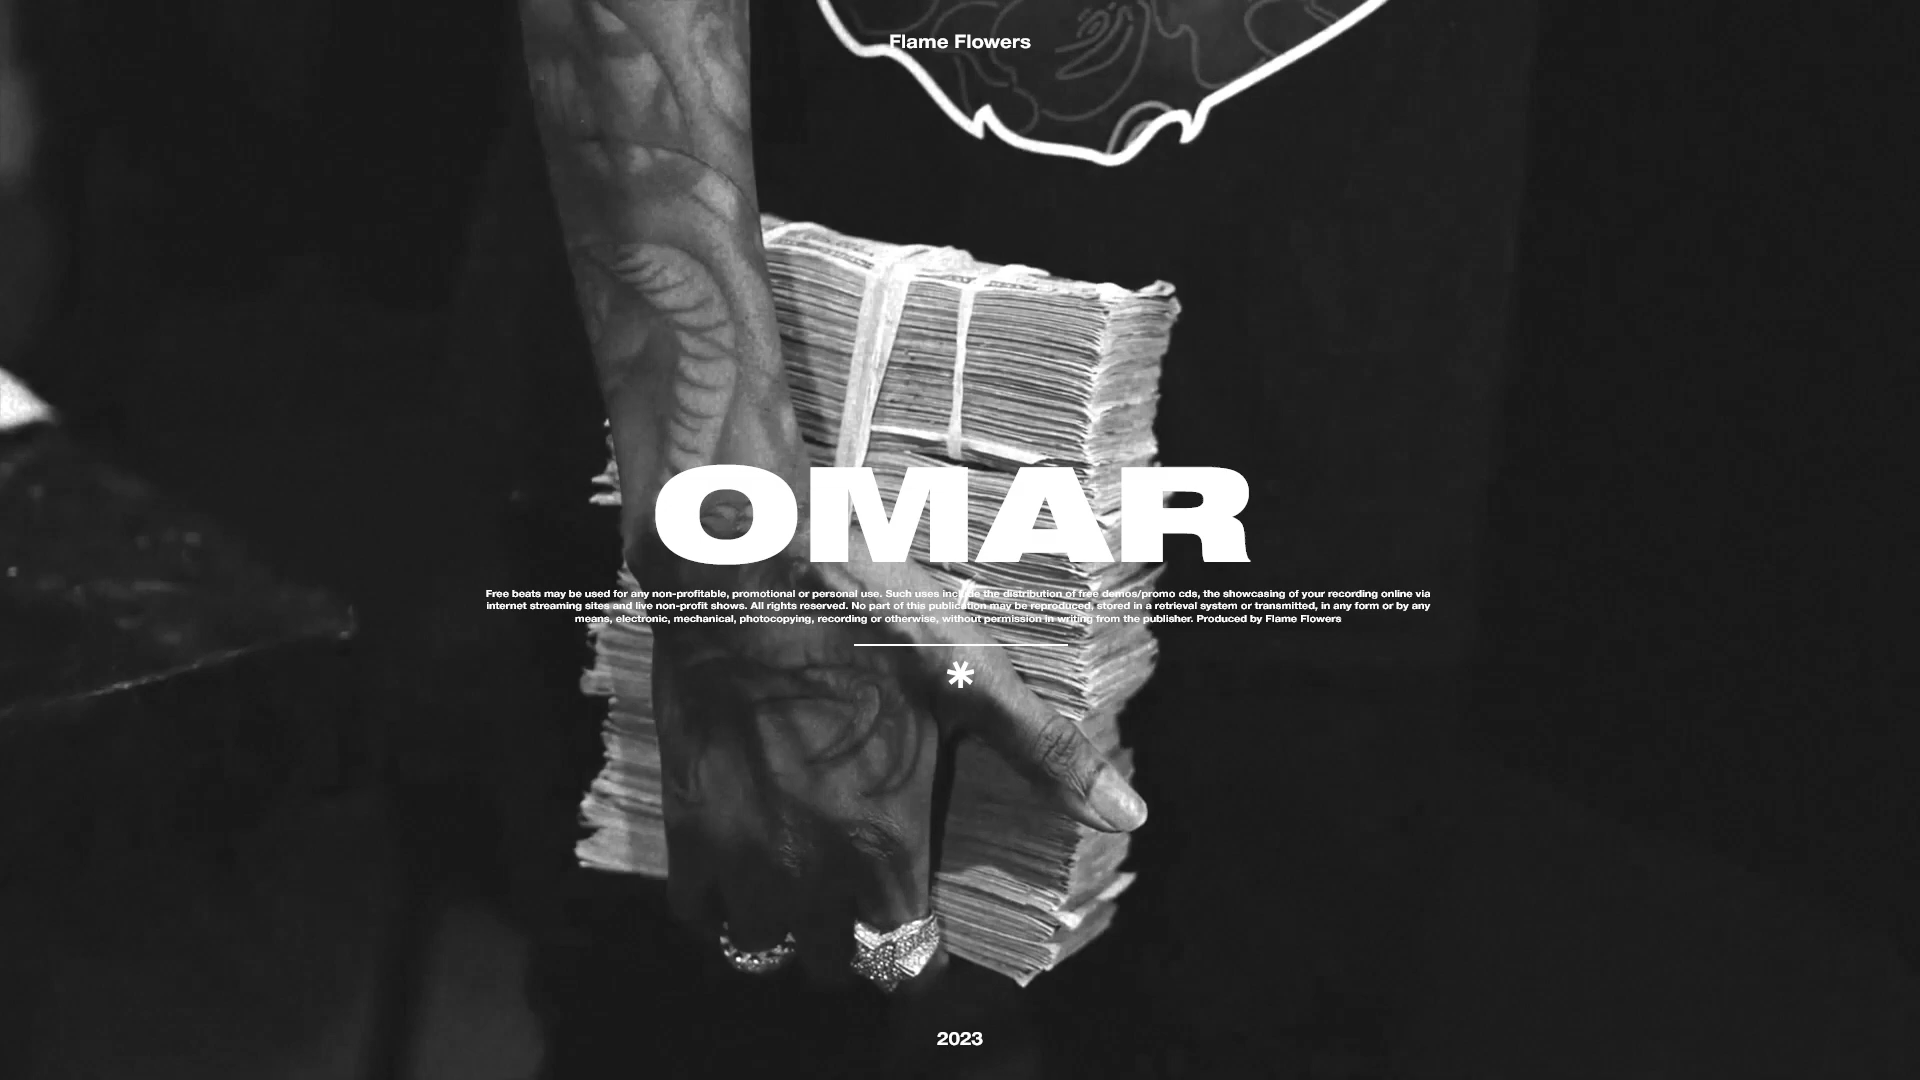 Flame Flowers
OMAR
Free beats may be used for any non-profitable, promotional or personal use. Such uses include the distribution of free demos/promo cds, the showcasing of your recording online via
internet streaming sites and live non-profit shows. All rights reserved. No part of this publication may be reproduced, stored in a retrieval system or transmitted, in any form or by any
means, electronic, mechanical, photocopying, recording or otherwise, without permission in writing from the publisher. Produced by Flame Flowers
*
2023